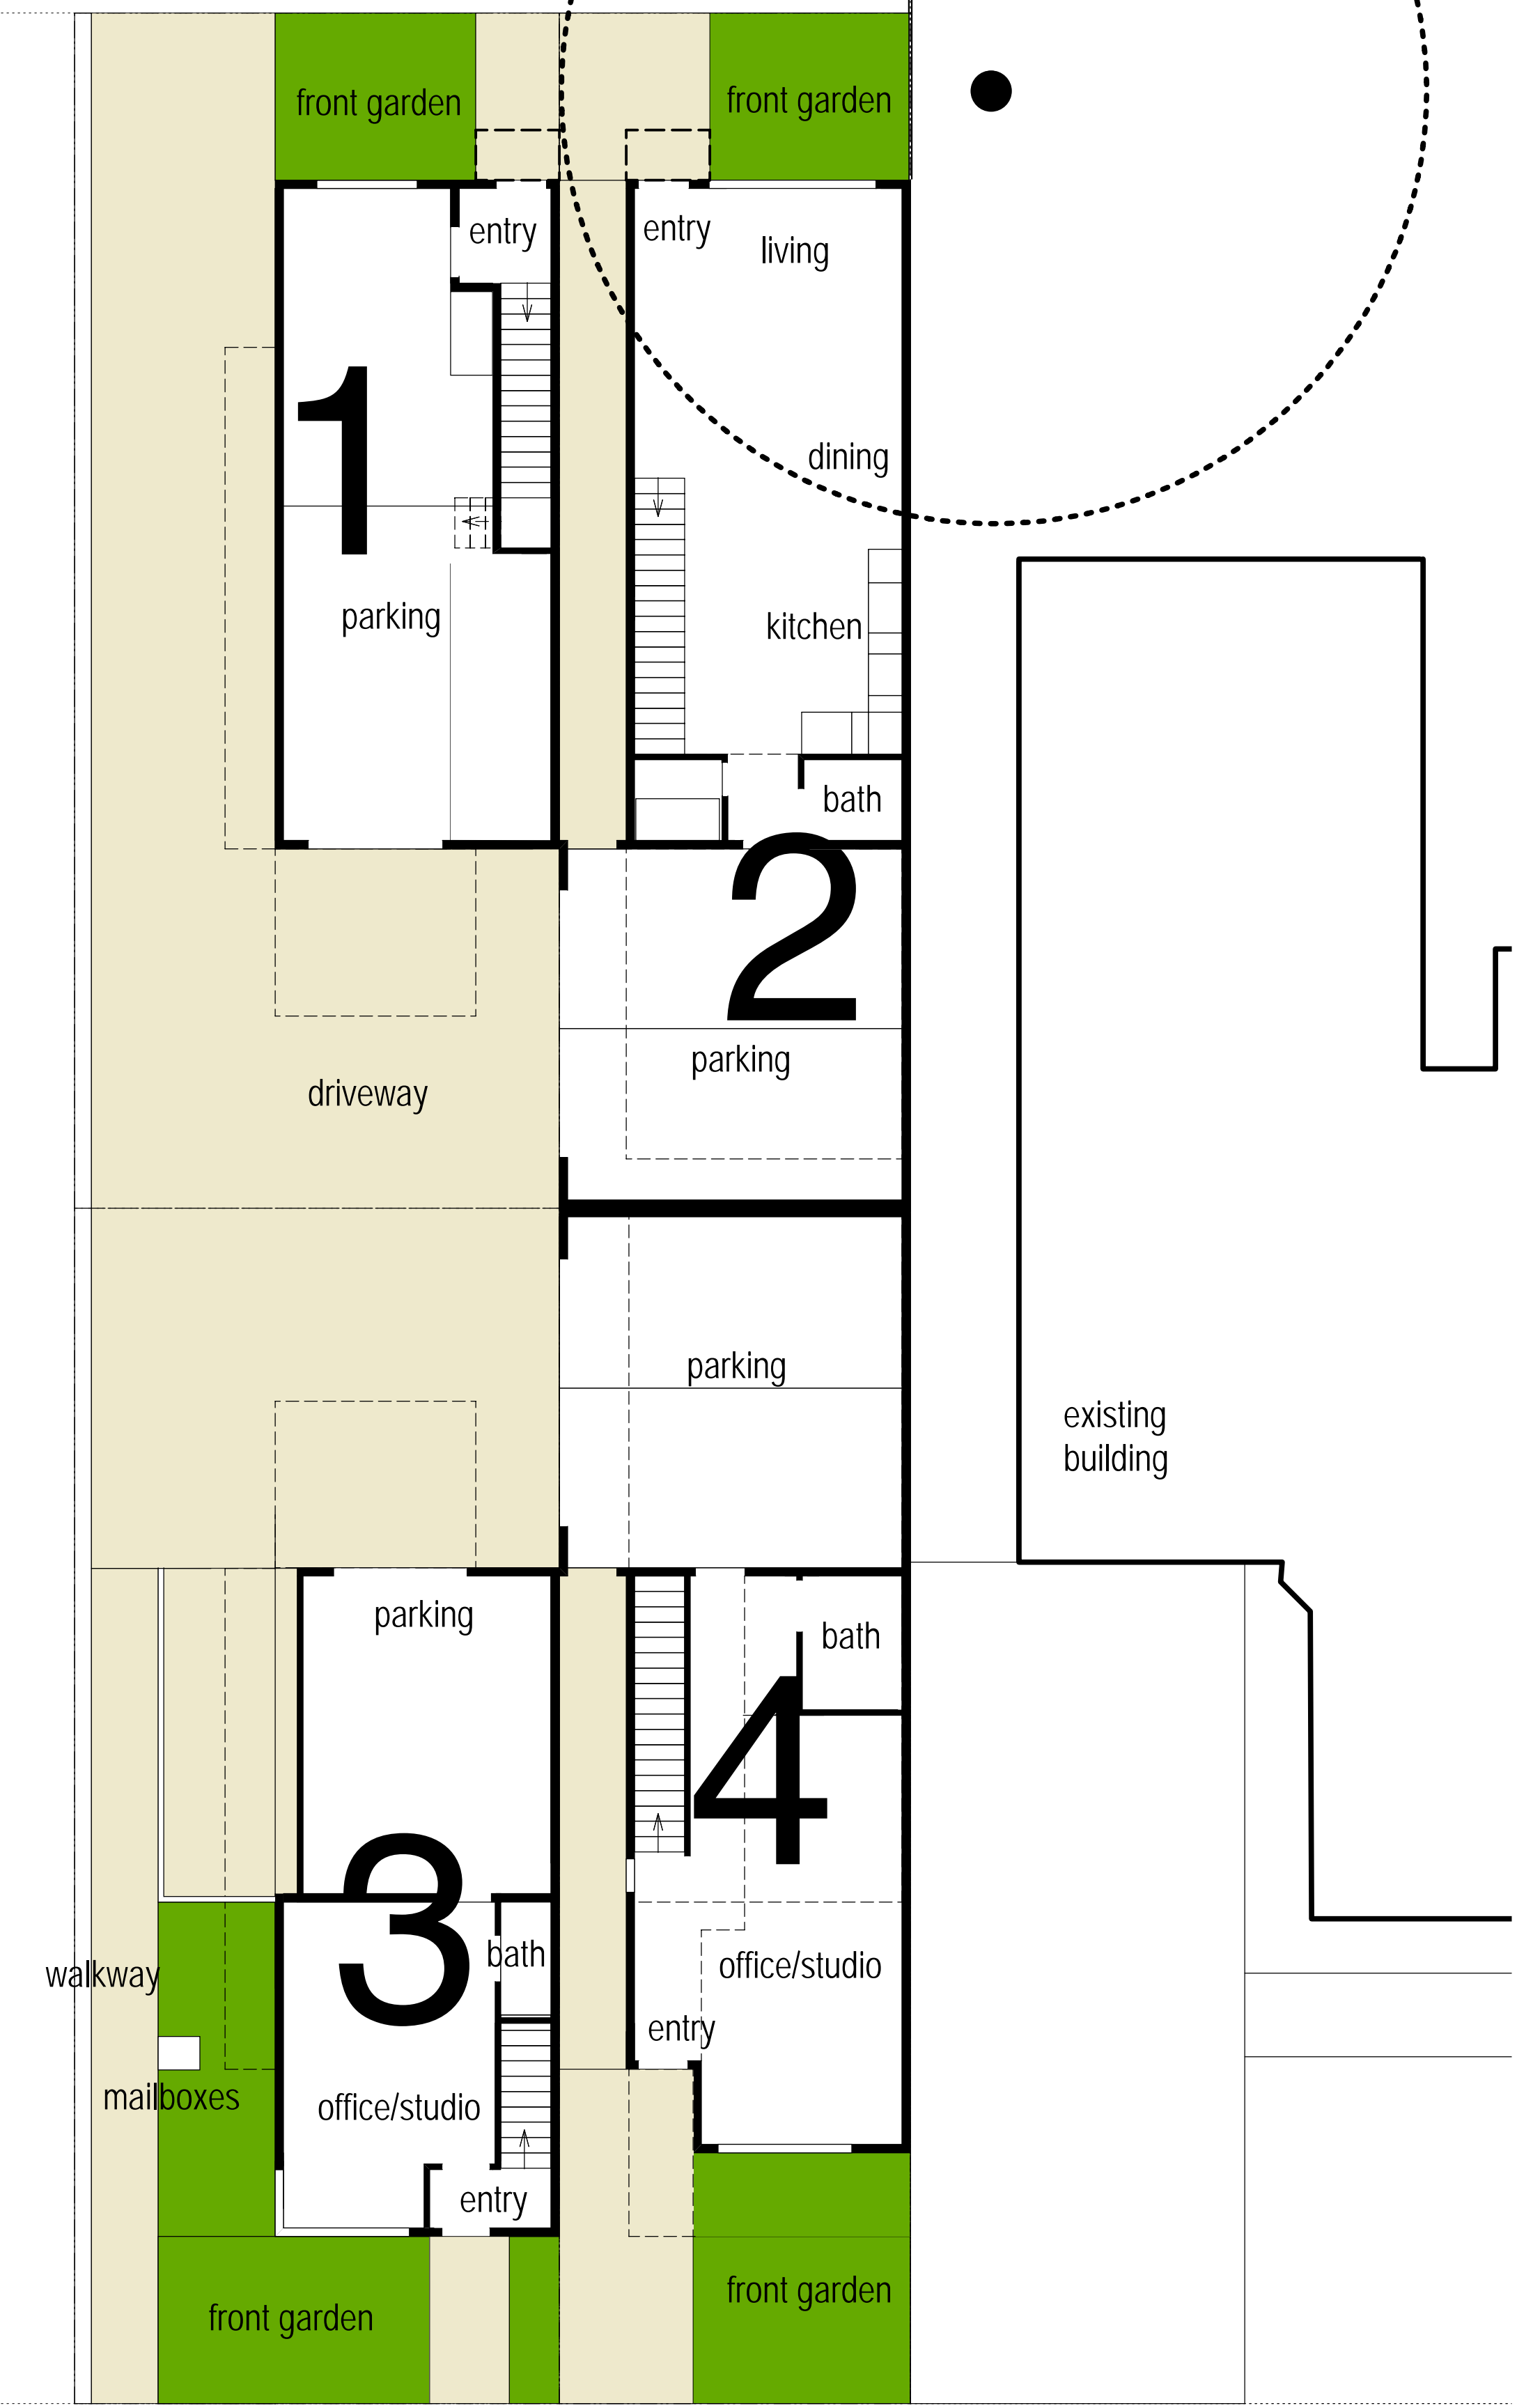 front garden
front garden
entry
entry
living
1
dining
parking
kitchen
bath
2
parking
driveway
parking
existing
building
parking
bath
4
3
bath
walkway
office/studio
entry
mailboxes
office/studio
entry
front garden
front garden